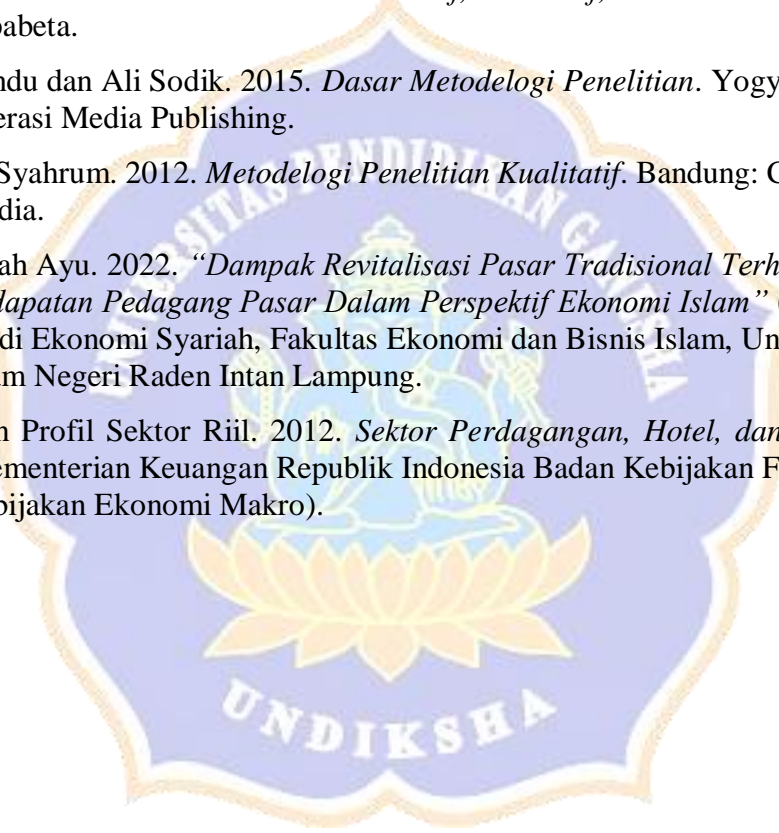 abeta.
ndu dan Ali Sodik. 2015. Dasar Metodelogi Penelitian. Yogy
erasi Media Publishing.
Syahrum. 2012. Metodelogi Penelitian Kualitatif. Bandung: C
dia.
ah Ayu. 2022. “Dampak Revitalisasi Pasar Tradisional Terh
dapatan Pedagang Pasar Dalam Perspektif Ekonomi Islam”
di Ekonomi Syariah, Fakultas Ekonomi dan Bisnis Islam, Un
m Negeri Raden Intan Lampung.
n Profil Sektor Riil. 2012. Sektor Perdagangan, Hotel, dan
ementerian Keuangan Republik Indonesia Badan Kebijakan F
bijakan Ekonomi Makro).
UNIVERSITAS PENDIDIKAN GANESHA
UNDIKSHA